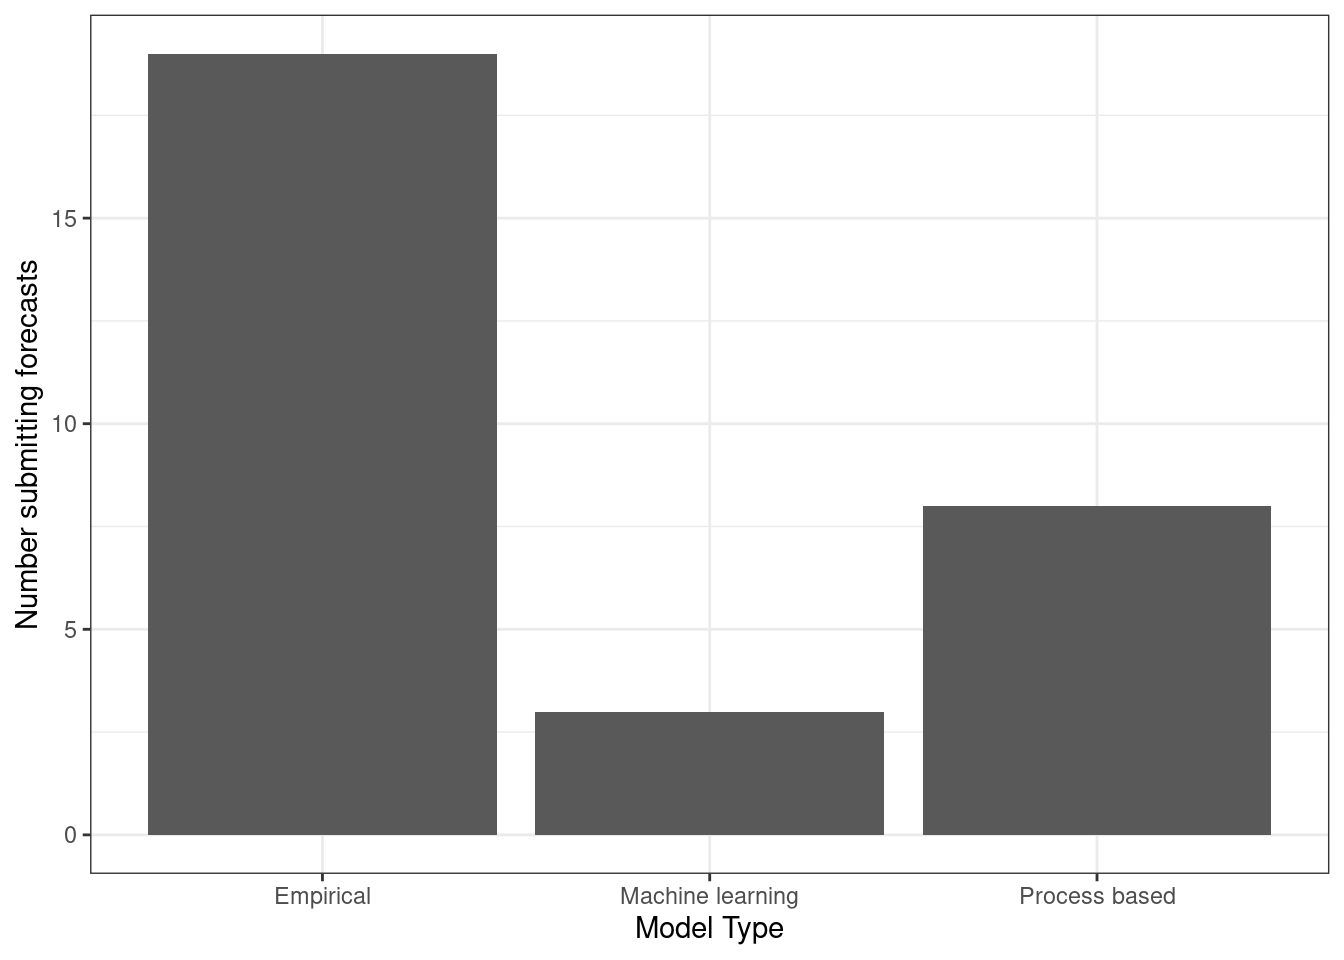 Number submitting forecasts
15
10
5
0
Empirical
Machine learning
Process based
Model Type